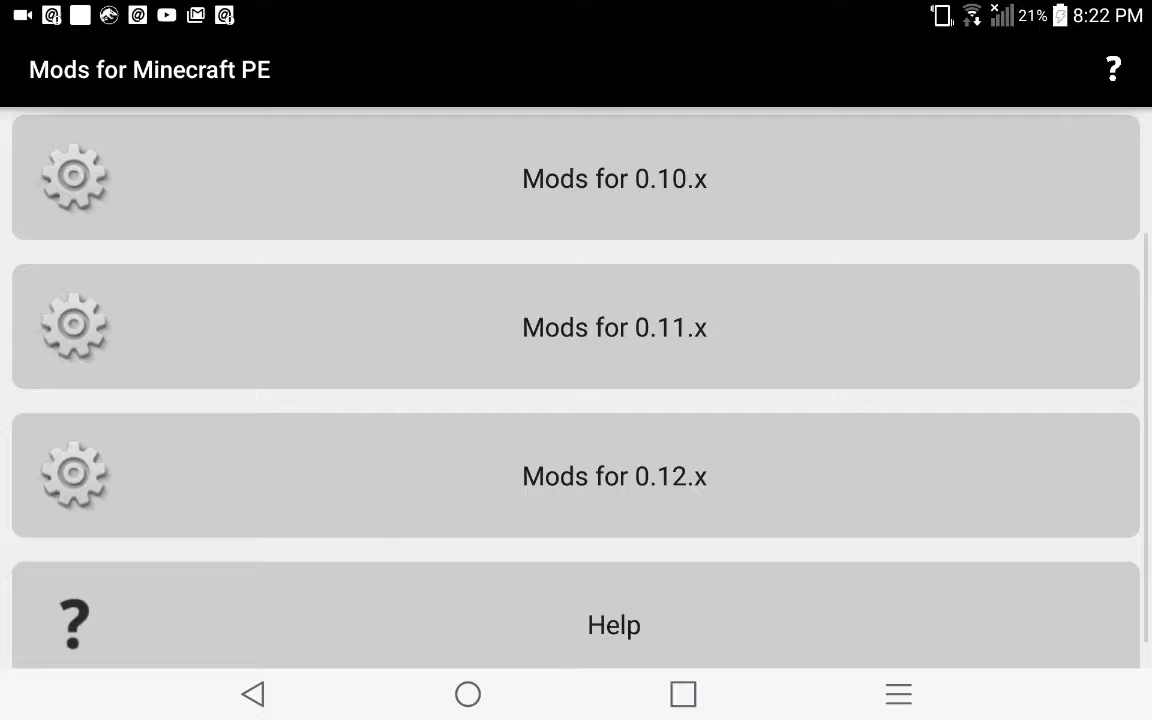 21% 8:22 PM
Mods for Minecraft PE ?
Mods for 0.10.x
Mods for 0.11.x
Mods for 0.12.x
? Help